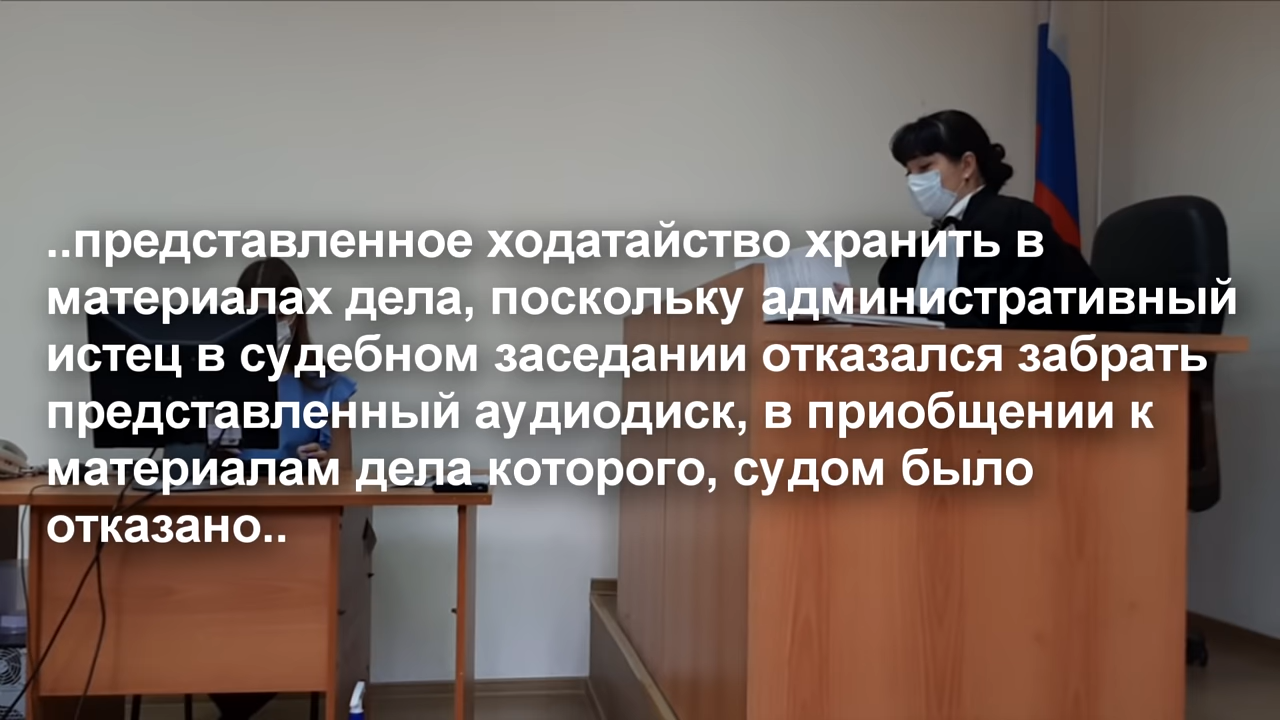 ..представленное ходатайство хранить в
материалах дела, поскольку административный
истец в судебном заседании отказался забрать
представленный аудиодиск, в приобщении к
материалам дела которого, судом было
отказано..